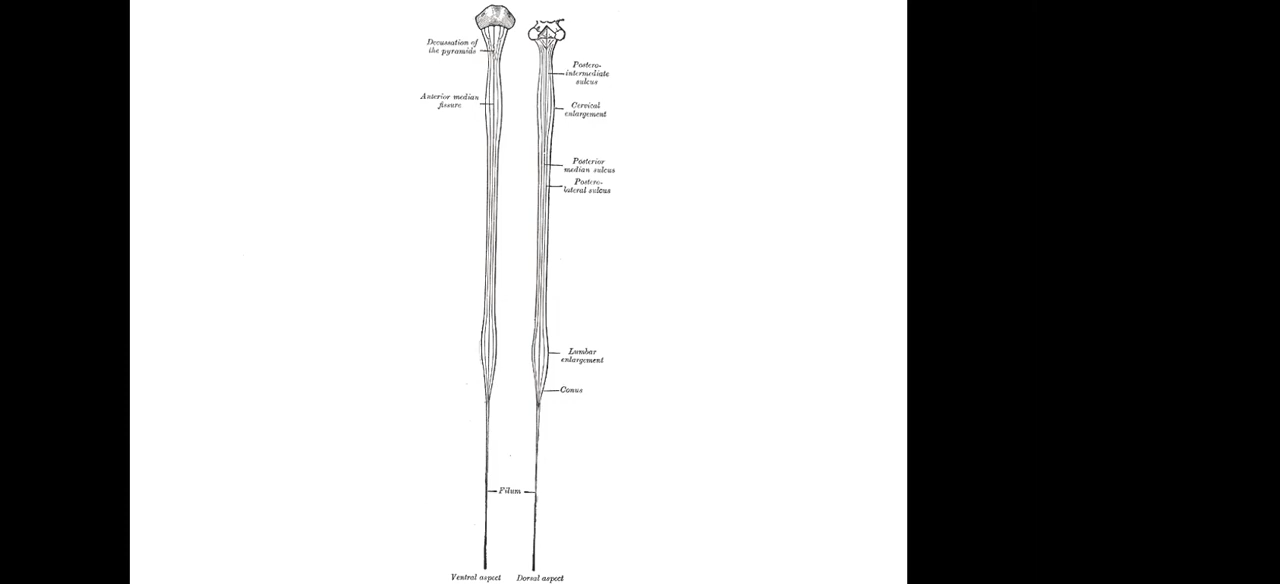 Decussation of
the pyramids
Anterior median
fissure
Postero-
intermediate
sulcus
Cervical
enlargement
Posterior
median sulcus
Postero-
lateral sulcus
Lumbar
enlargement
Conus
Filum
Ventral aspect
Dorsal aspect